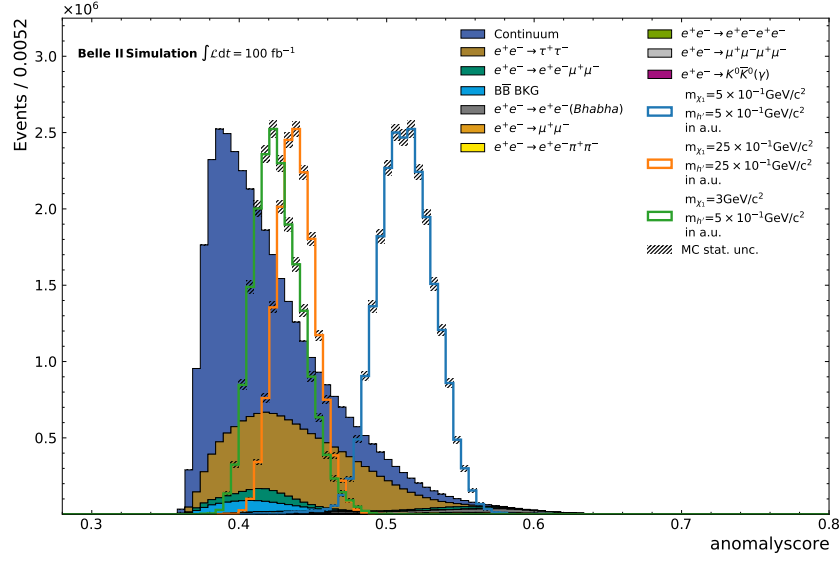 ×10⁶
Events / 0.0052
3.0
2.5
2.0
1.5
1.0
0.5
Belle II Simulation ∫ℒdt = 100 fb⁻¹
Continuum
e⁺e⁻→τ⁺τ⁻
e⁺e⁻→e⁺e⁻μ⁺μ⁻
BB̅ BKG
e⁺e⁻→e⁺e⁻(Bhabha)
e⁺e⁻→μ⁺μ⁻
e⁺e⁻→e⁺e⁻π⁺π⁻
e⁺e⁻→e⁺e⁻e⁺e⁻
e⁺e⁻→μ⁺μ⁻μ⁺μ⁻
e⁺e⁻→K⁰K̅⁰(γ)
m_χ₁=5×10⁻¹GeV/c²
m_h′=5×10⁻¹GeV/c²
in a.u.
m_χ₁=25×10⁻¹GeV/c²
m_h′=25×10⁻¹GeV/c²
in a.u.
m_χ₁=3GeV/c²
m_h′=5×10⁻¹GeV/c²
in a.u.
MC stat. unc.
0.3
0.4
0.5
0.6
0.7
0.8
anomalyscore